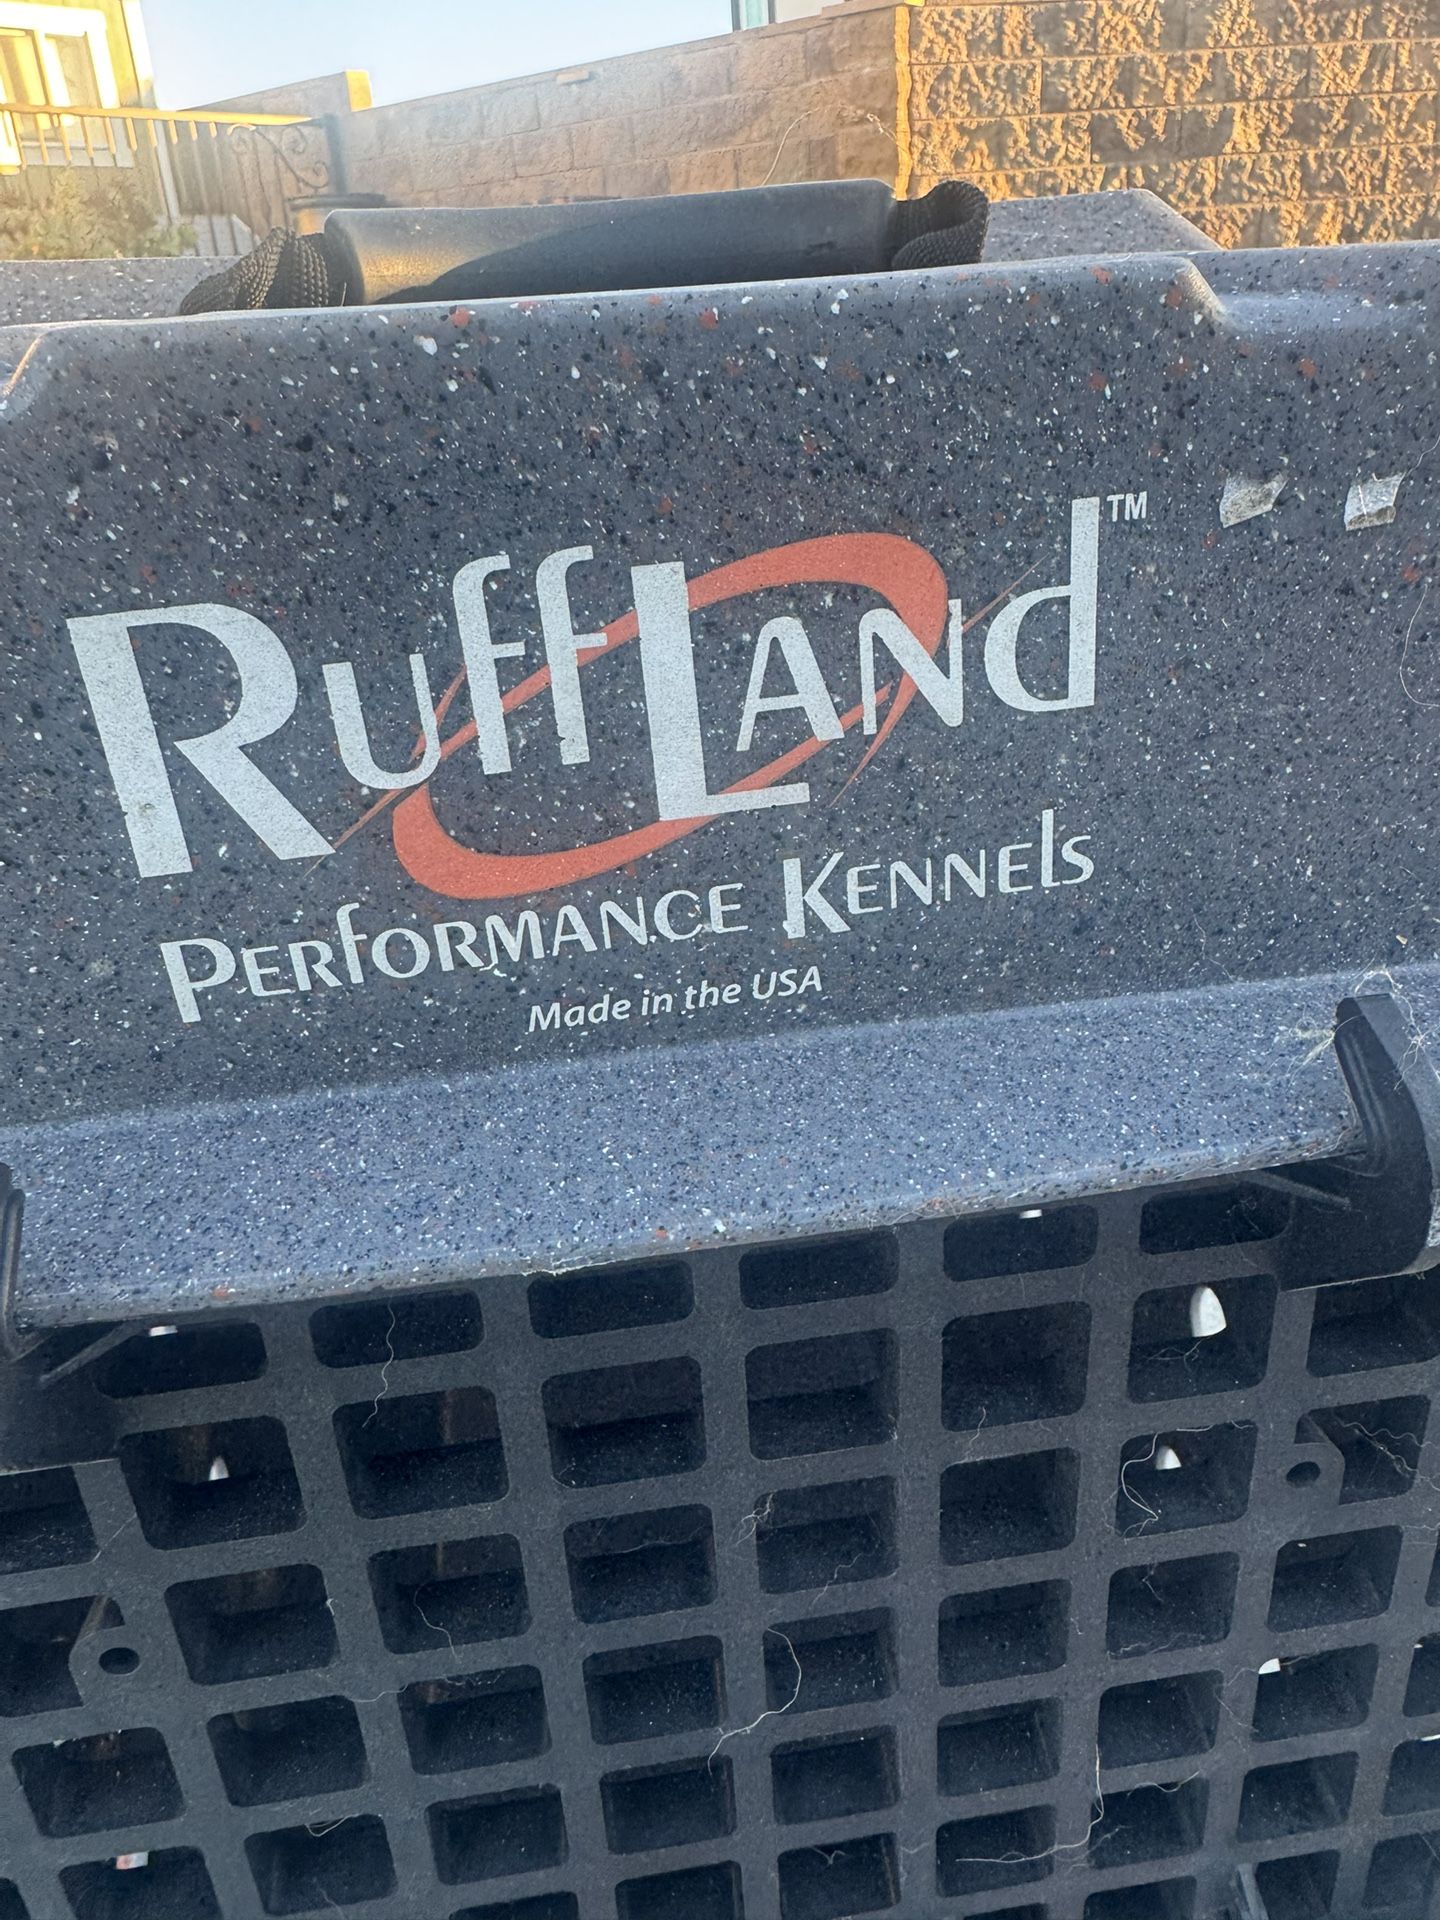 RuffLand™
Performance Kennels
Made in the USA